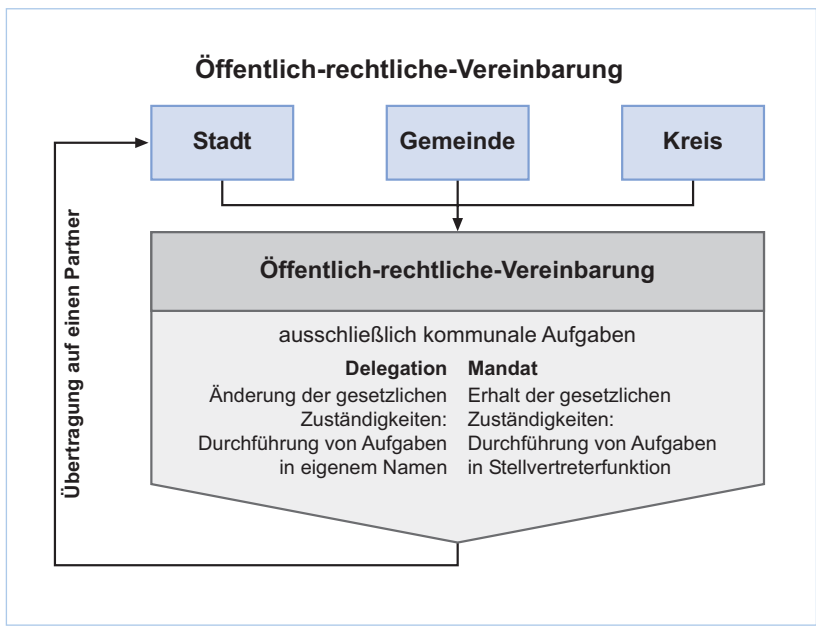 Öffentlich-rechtliche-Vereinbarung
Stadt
Gemeinde
Kreis
Übertragung auf einen Partner
Öffentlich-rechtliche-Vereinbarung
ausschließlich kommunale Aufgaben
Delegation
Änderung der gesetzlichen
Zuständigkeiten:
Durchführung von Aufgaben
in eigenem Namen
Mandat
Erhalt der gesetzlichen
Zuständigkeiten:
Durchführung von Aufgaben
in Stellvertreterfunktion